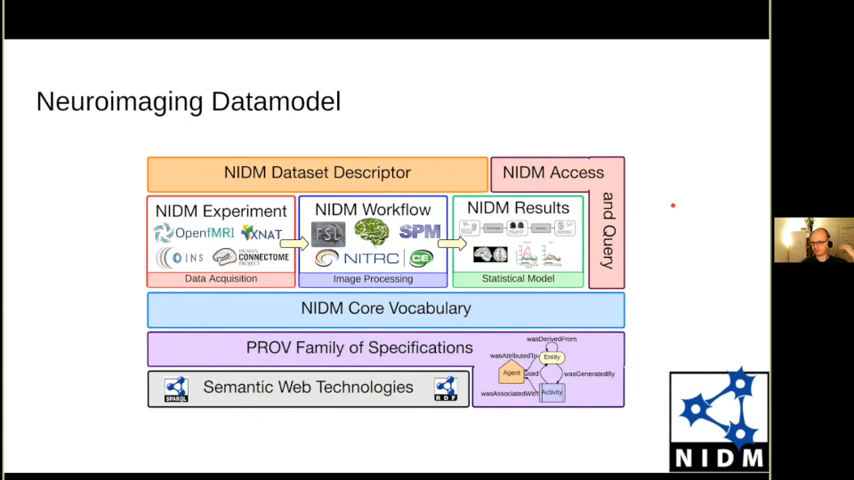 Neuroimaging Datamodel
NIDM Dataset Descriptor
NIDM Access
and Query
NIDM Experiment
OpenfMRI
XNAT
COINS
HUMAN
CONNECTOME
PROJECT
Data Acquisition
NIDM Workflow
FSL
SPM
NITRC CE
Image Processing
NIDM Results
Statistical Model
NIDM Core Vocabulary
PROV Family of Specifications
wasDerivedFrom
wasAttributedTo
Entity
Agent
used
wasGeneratedBy
wasAssociatedWith
Activity
Semantic Web Technologies
SPARQL
RDF
NIDM